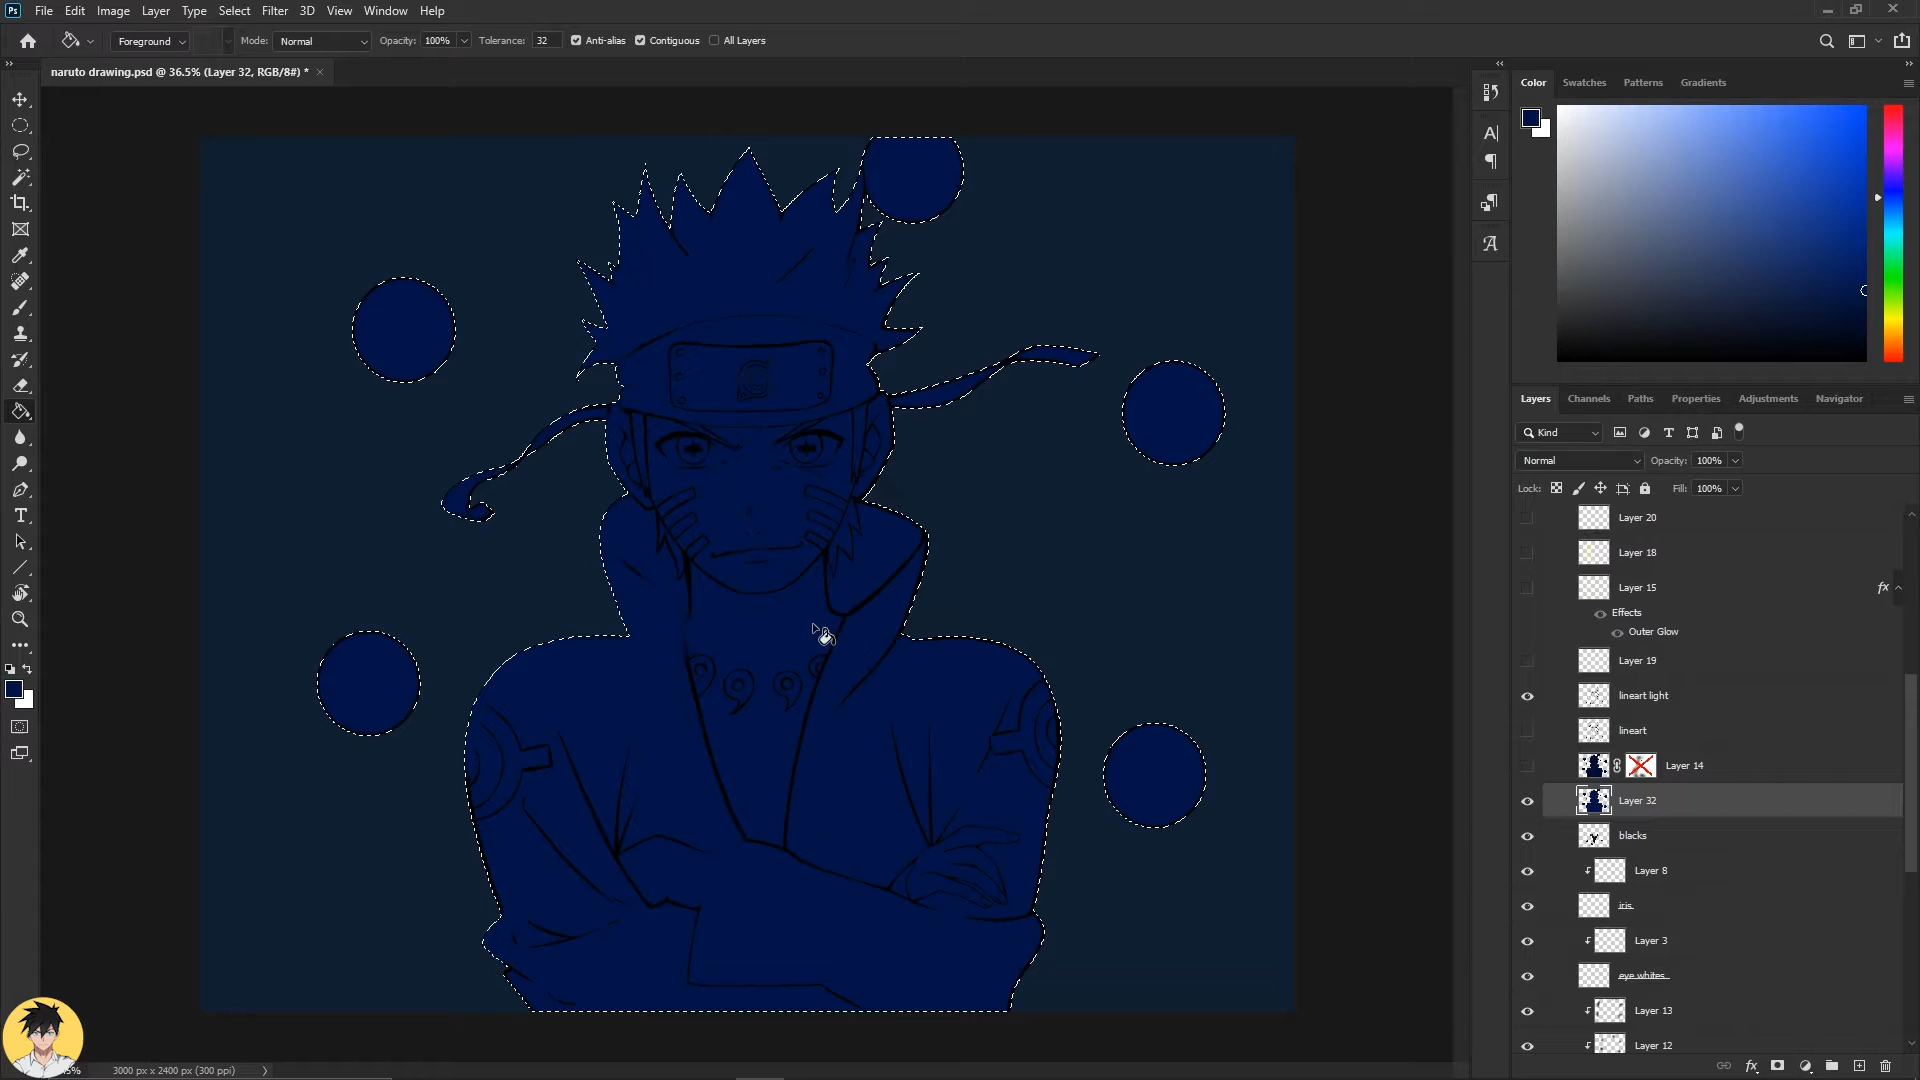 Ps File Edit Image Layer Type Select Filter 3D View Window Help
Foreground Mode: Normal Opacity: 100% Tolerance: 32 Anti-alias Contiguous All Layers
naruto drawing.psd @ 36.5% (Layer 32, RGB/8#) * ×
Color Swatches Patterns Gradients
Layers Channels Paths Properties Adjustments Navigator
Kind
Normal Opacity: 100%
Lock: Fill: 100%
Layer 20
Layer 18
Layer 15 fx
Effects
Outer Glow
Layer 19
lineart light
lineart
Layer 14
Layer 32
blacks
Layer 8
iris
Layer 3
eye whites
Layer 13
Layer 12
3000 px x 2400 px (300 ppi)
fx